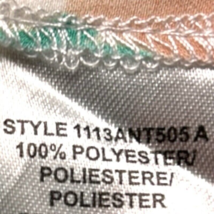 STYLE 1113ANT505 A
100% POLYESTER/
POLIESTERE/
POLIESTER